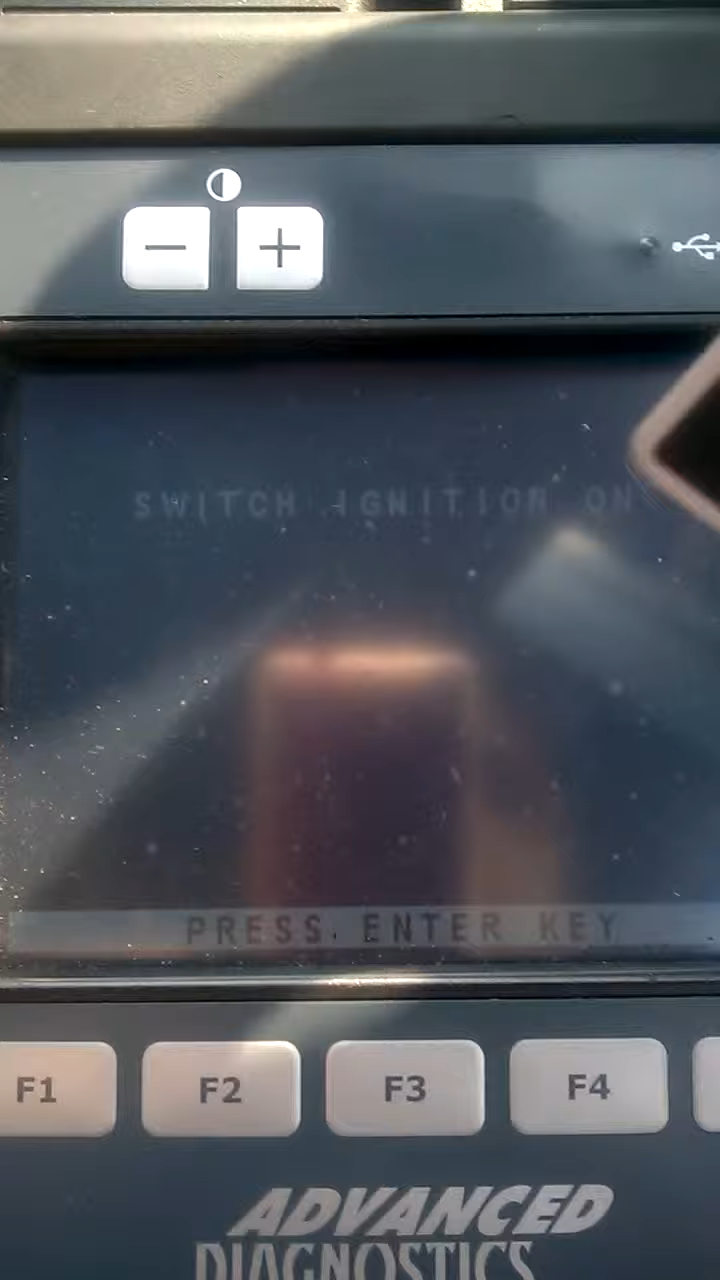 − +
SWITCH IGNITION ON
PRESS ENTER KEY
F1 F2 F3 F4
ADVANCED
DIAGNOSTICS